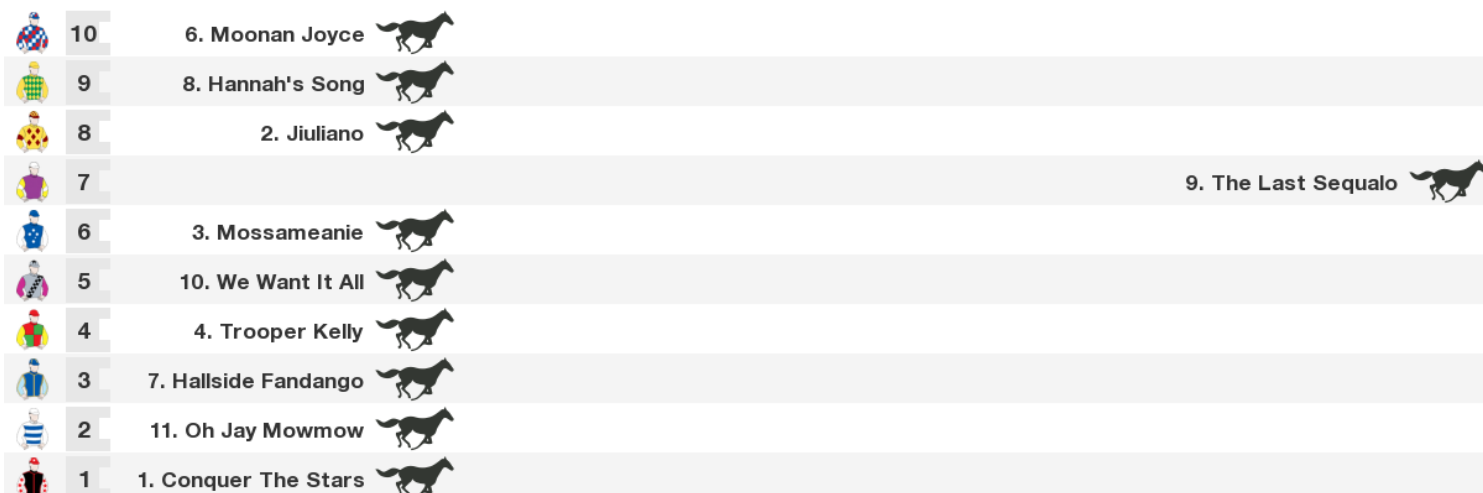 10 6. Moonan Joyce
9 8. Hannah's Song
8 2. Jiuliano
7 9. The Last Sequalo
6 3. Mossameanie
5 10. We Want It All
4 4. Trooper Kelly
3 7. Hallside Fandango
2 11. Oh Jay Mowmow
1 1. Conquer The Stars